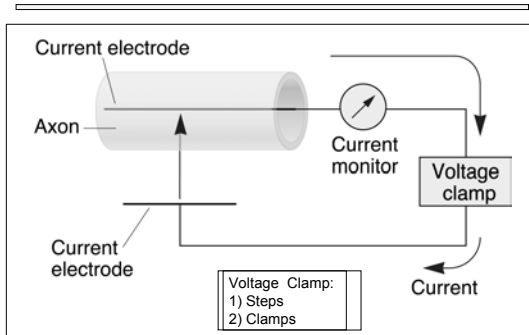 Current electrode
Axon
Current
monitor
Voltage
clamp
Current
electrode
Voltage Clamp:
1) Steps
2) Clamps
Current